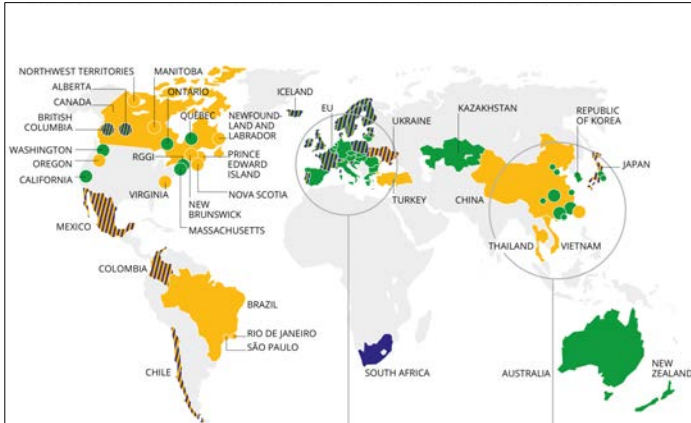 NORTHWEST TERRITORIES
MANITOBA
ALBERTA
ONTARIO
CANADA
QUÉBEC
BRITISH
COLUMBIA
NEWFOUND-
LAND AND
LABRADOR
WASHINGTON
OREGON
RGGI
PRINCE
EDWARD
ISLAND
CALIFORNIA
VIRGINIA
NOVA SCOTIA
NEW
BRUNSWICK
MASSACHUSETTS
MEXICO
COLOMBIA
BRAZIL
RIO DE JANEIRO
SÃO PAULO
CHILE
ICELAND
EU
UKRAINE
TURKEY
KAZAKHSTAN
REPUBLIC
OF KOREA
JAPAN
CHINA
THAILAND
VIETNAM
SOUTH AFRICA
AUSTRALIA
NEW
ZEALAND